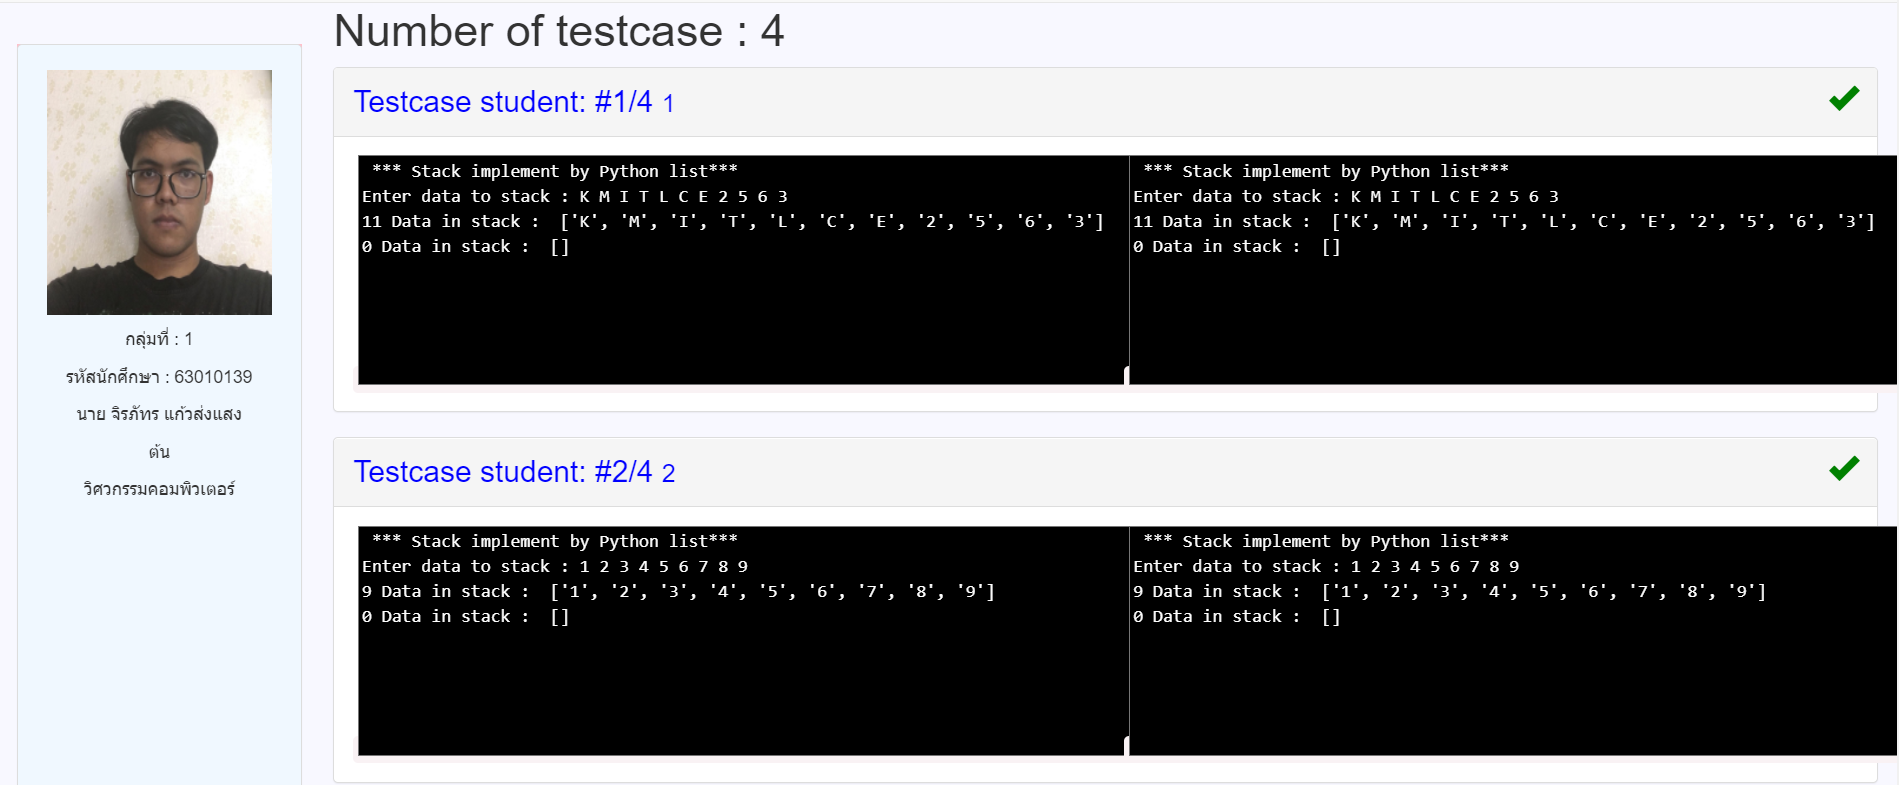 Number of testcase : 4
กลุ่มที่ : 1
รหัสนักศึกษา : 63010139
นาย จิรภัทร แก้วส่งแสง
ต้น
วิศวกรรมคอมพิวเตอร์
Testcase student: #1/4 1
*** Stack implement by Python list***
Enter data to stack : K M I T L C E 2 5 6 3
11 Data in stack :  ['K', 'M', 'I', 'T', 'L', 'C', 'E', '2', '5', '6', '3']
0 Data in stack :  []
*** Stack implement by Python list***
Enter data to stack : K M I T L C E 2 5 6 3
11 Data in stack :  ['K', 'M', 'I', 'T', 'L', 'C', 'E', '2', '5', '6', '3']
0 Data in stack :  []
Testcase student: #2/4 2
*** Stack implement by Python list***
Enter data to stack : 1 2 3 4 5 6 7 8 9
9 Data in stack :  ['1', '2', '3', '4', '5', '6', '7', '8', '9']
0 Data in stack :  []
*** Stack implement by Python list***
Enter data to stack : 1 2 3 4 5 6 7 8 9
9 Data in stack :  ['1', '2', '3', '4', '5', '6', '7', '8', '9']
0 Data in stack :  []